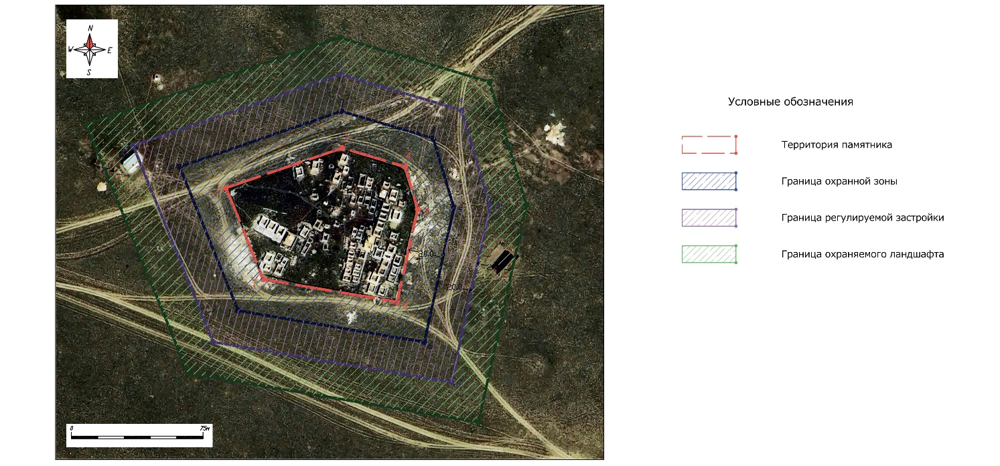 N
W
E
S
Условные обозначения
Территория памятника
Граница охранной зоны
Граница регулируемой застройки
Граница охраняемого ландшафта
20.0
20.0
0
75м